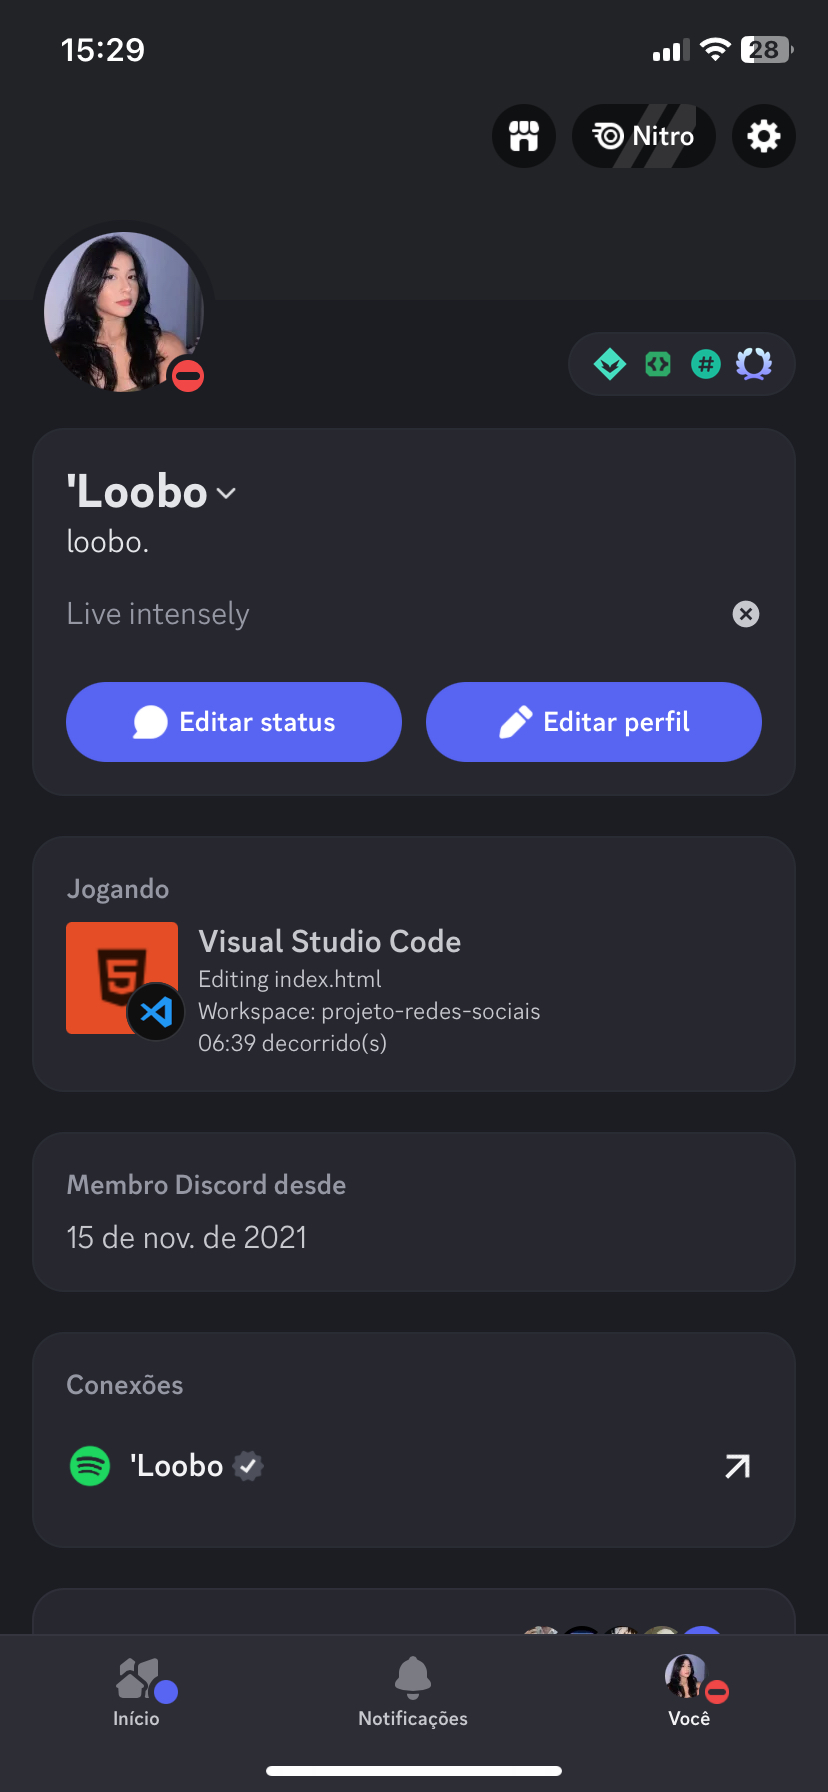 15:29
28
Nitro
'Loobo
loobo.
Live intensely
Editar status
Editar perfil
Jogando
Visual Studio Code
Editing index.html
Workspace: projeto-redes-sociais
06:39 decorrido(s)
Membro Discord desde
15 de nov. de 2021
Conexões
'Loobo
Início
Notificações
Você